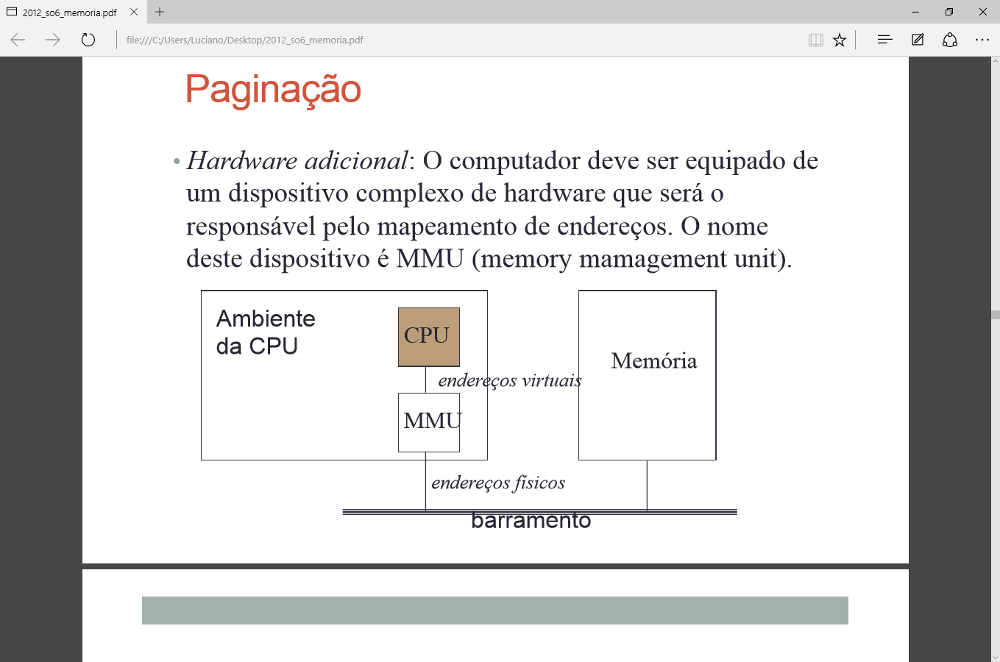 2012_so6_memoria.pdf
file:///C:/Users/Luciano/Desktop/2012_so6_memoria.pdf
Paginação
• Hardware adicional: O computador deve ser equipado de
um dispositivo complexo de hardware que será o
responsável pelo mapeamento de endereços. O nome
deste dispositivo é MMU (memory mamagement unit).
Ambiente
da CPU
CPU
endereços virtuais
MMU
Memória
endereços físicos
barramento